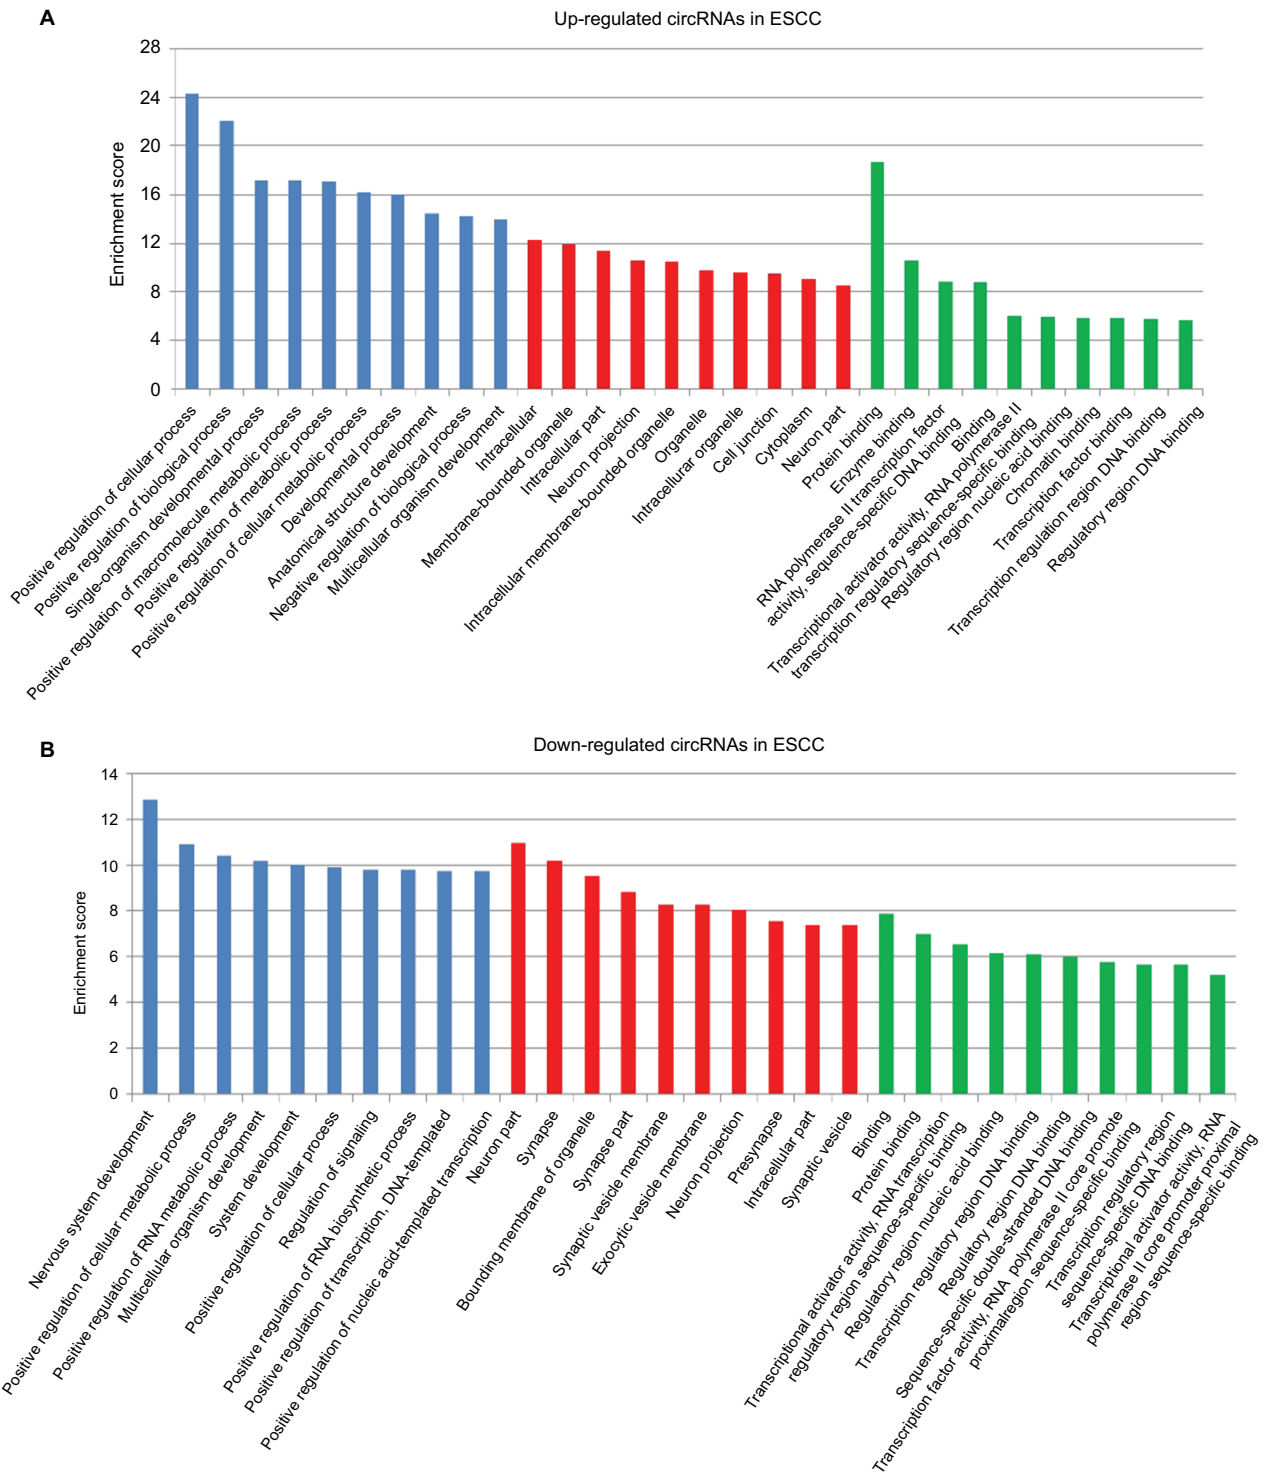 A
Up-regulated circRNAs in ESCC
Enrichment score
28
24
20
16
12
8
4
0
Positive regulation of cellular process
Positive regulation of biological process
Single-organism developmental process
Positive regulation of macromolecule metabolic process
Positive regulation of metabolic process
Positive regulation of cellular metabolic process
Developmental process
Anatomical structure development
Negative regulation of biological process
Multicellular organism development
Intracellular
Membrane-bounded organelle
Intracellular part
Neuron projection
Intracellular membrane-bounded organelle
Organelle
Intracellurar organelle
Cell junction
Cytoplasm
Neuron part
Protein binding
Enzyme binding
RNA polymerase II transcription factor
activity, sequence-specific DNA binding
Binding
Transcriptional activator activity, RNA polymerase II
transcription regulatory sequence-specific binding
Regulatory region nucleic acid binding
Chromatin binding
Transcription factor binding
Transcription regulation region DNA binding
Regulatory region DNA binding
B
Down-regulated circRNAs in ESCC
Enrichment score
14
12
10
8
6
4
2
0
Nervous system development
Positive regulation of cellular metabolic process
Positive regulation of RNA metabolic process
Multicellular organism development
System development
Positive regulation of cellular process
Regulation of signaling
Positive regulation of RNA biosynthetic process
Positive regulation of transcription, DNA-templated
Positive regulation of nucleic acid-templated transcription
Neuron part
Synapse
Bounding membrane of organelle
Synapse part
Synaptic vesicle membrane
Exocytic vesicle membrane
Neuron projection
Presynapse
Intracellular part
Synaptic vesicle
Binding
Protein binding
Transcriptional activator activity, RNA transcription
regulatory region sequence-specific binding
Regulatory region nucleic acid binding
Transcription regulatory region DNA binding
Regulatory region DNA binding
Sequence-specific double-stranded DNA binding
Transcription factor activity, RNA polymerase II core promote
proximalregion sequence-specific binding
Transcription regulatory region
sequence-specific DNA binding
Transcriptional activator activity, RNA
polymerase II core promoter proximal
region sequence-specific binding